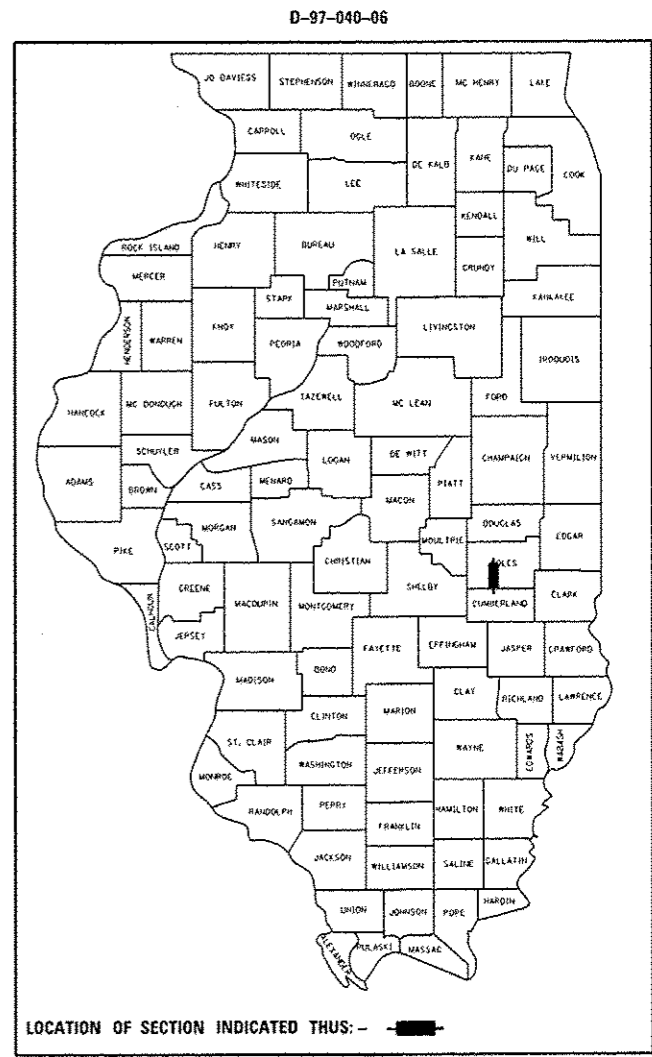 D-97-040-06
JO DAVIESS STEPHENSON WINNEBAGO BOONE MC HENRY LAKE
CARROLL OGLE
DE KALB KANE DU PAGE COOK
WHITESIDE LEE
KENDALL
ROCK ISLAND HENRY BUREAU LA SALLE WILL
MERCER PUTNAM GRUNDY
STARK MARSHALL KANKAKEE
HENDERSON WARREN KNOX PEORIA WOODFORD LIVINGSTON
IROQUOIS
HANCOCK MC DONOUGH FULTON TAZEWELL MC LEAN FORD
MASON
SCHUYLER LOGAN DE WITT CHAMPAIGN VERMILION
ADAMS BROWN CASS MENARD MACON PIATT
MORGAN SANGAMON DOUGLAS
PIKE SCOTT CHRISTIAN MOULTRIE EDGAR
OLES
GREENE SHELBY
CALHOUN MACOUPIN MONTGOMERY CUMBERLAND CLARK
JERSEY
FAYETTE EFFINGHAM JASPER CRAWFORD
MADISON BOND
CLAY RICHLAND LAWRENCE
CLINTON MARION
ST. CLAIR WAYNE EDWARDS WABASH
WASHINGTON JEFFERSON
MONROE
RANDOLPH PERRY HAMILTON WHITE
FRANKLIN
JACKSON WILLIAMSON SALINE GALLATIN
HARDIN
UNION JOHNSON POPE
ALEXANDER PULASKI MASSAC
LOCATION OF SECTION INDICATED THUS: -